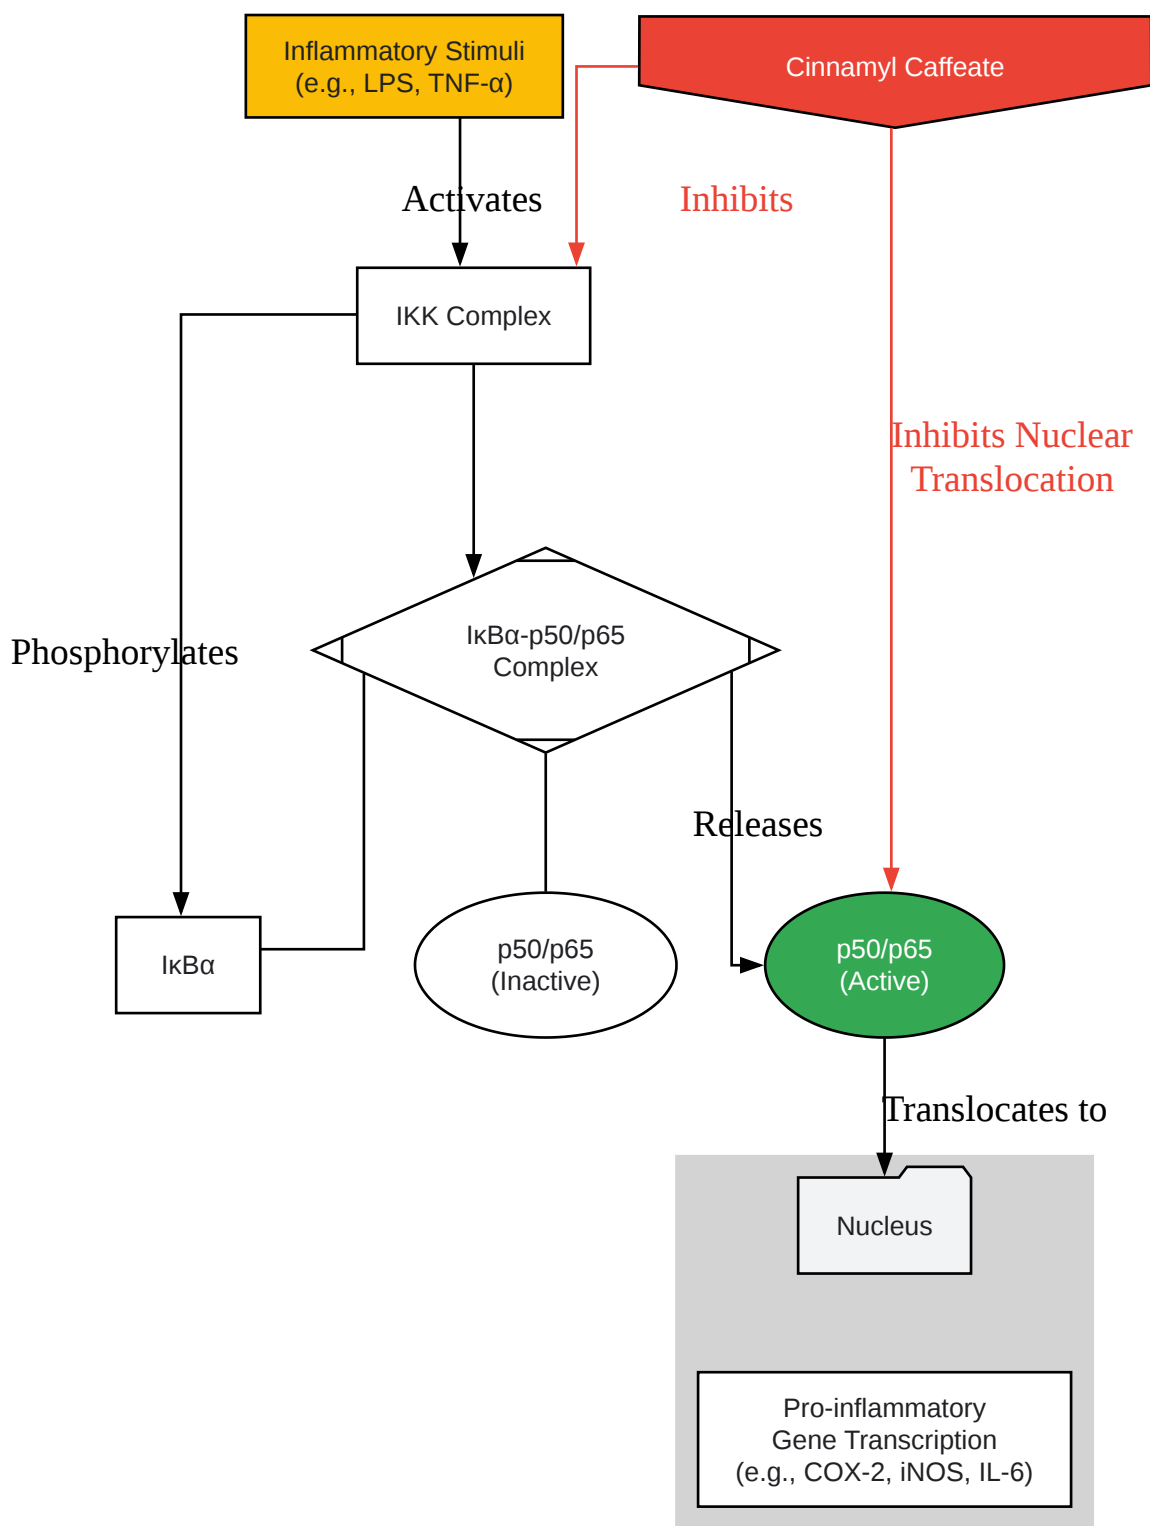 Inflammatory Stimuli
(e.g., LPS, TNF-α)
Cinnamyl Caffeate
Activates
Inhibits
IKK Complex
Inhibits Nuclear
Translocation
IκBα-p50/p65
Complex
Phosphorylates
Releases
IκBα
p50/p65
(Inactive)
p50/p65
(Active)
Translocates to
Nucleus
Pro-inflammatory
Gene Transcription
(e.g., COX-2, iNOS, IL-6)